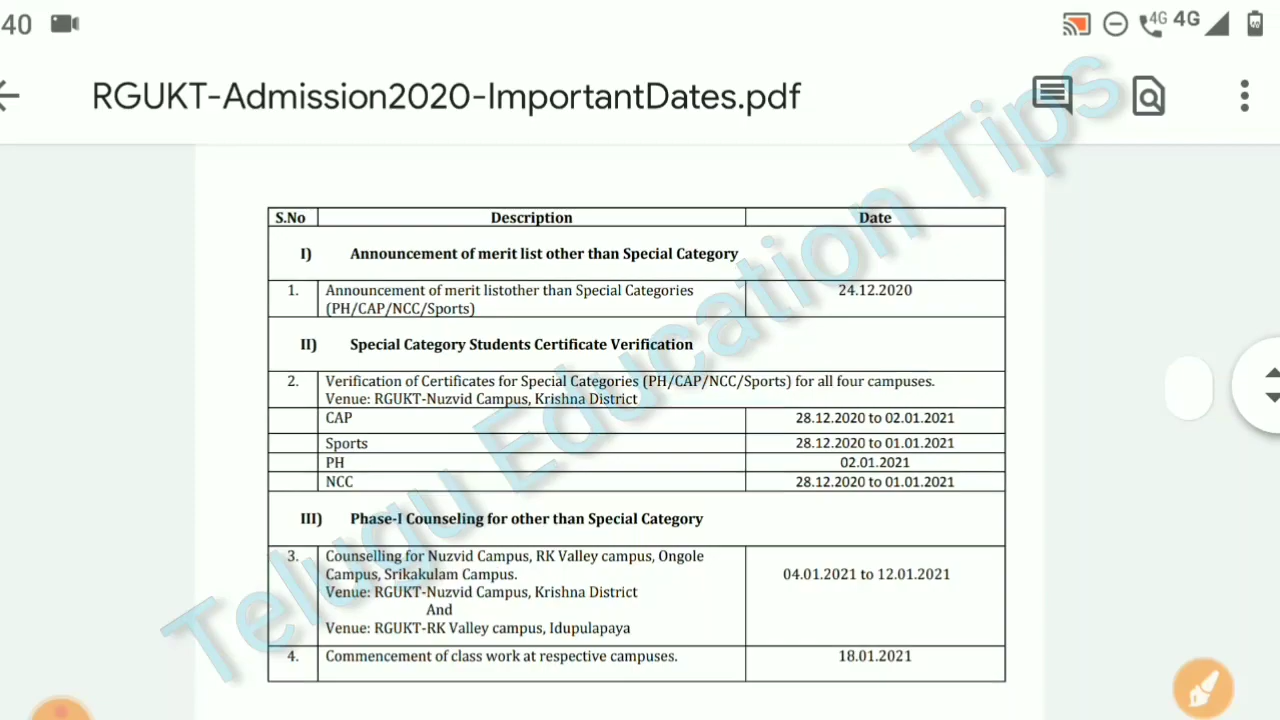 40
4G 4G
RGUKT-Admission2020-ImportantDates.pdf
S.No Description Date
I) Announcement of merit list other than Special Category
1. Announcement of merit listother than Special Categories 24.12.2020
(PH/CAP/NCC/Sports)
II) Special Category Students Certificate Verification
2. Verification of Certificates for Special Categories (PH/CAP/NCC/Sports) for all four campuses.
Venue: RGUKT-Nuzvid Campus, Krishna District
CAP 28.12.2020 to 02.01.2021
Sports 28.12.2020 to 01.01.2021
PH 02.01.2021
NCC 28.12.2020 to 01.01.2021
III) Phase-I Counseling for other than Special Category
3. Counselling for Nuzvid Campus, RK Valley campus, Ongole
Campus, Srikakulam Campus. 04.01.2021 to 12.01.2021
Venue: RGUKT-Nuzvid Campus, Krishna District
And
Venue: RGUKT-RK Valley campus, Idupulapaya
4. Commencement of class work at respective campuses. 18.01.2021
Telugu Education Tips